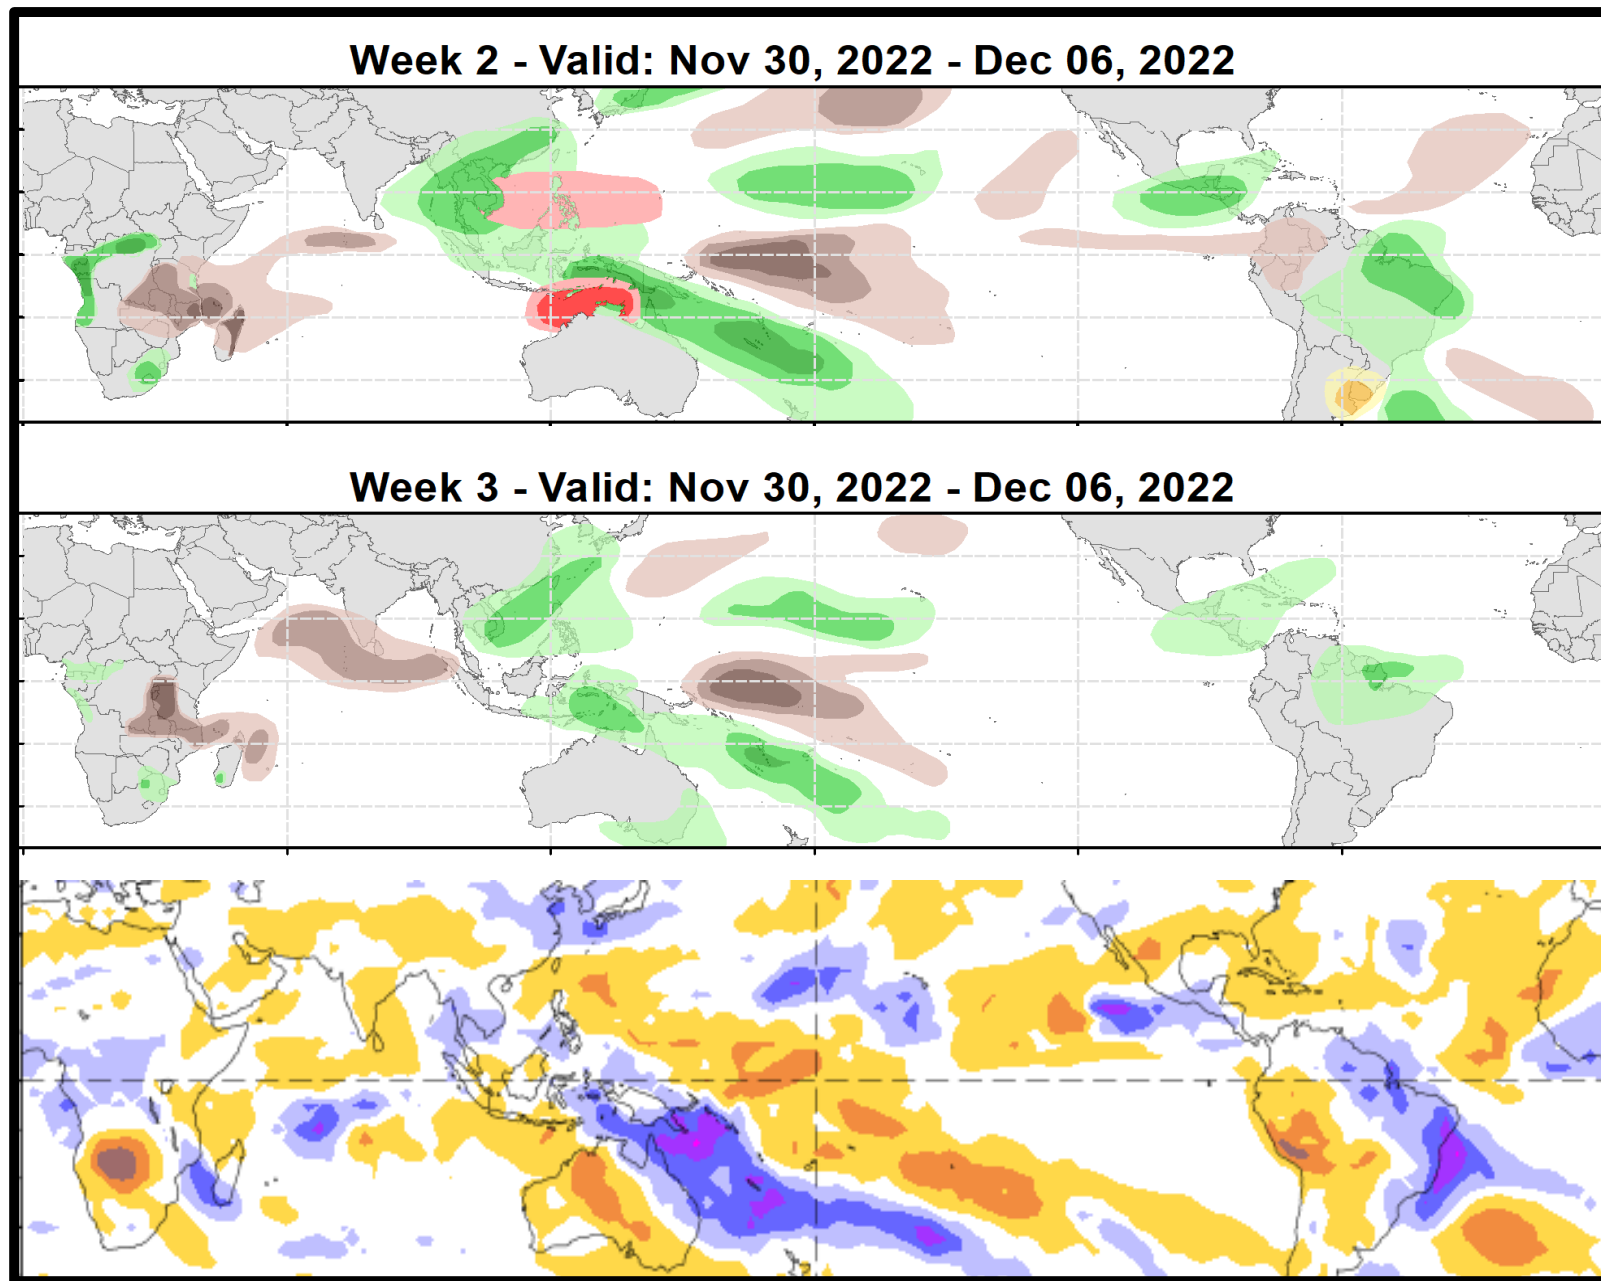 Week 2 - Valid: Nov 30, 2022 - Dec 06, 2022
Week 3 - Valid: Nov 30, 2022 - Dec 06, 2022